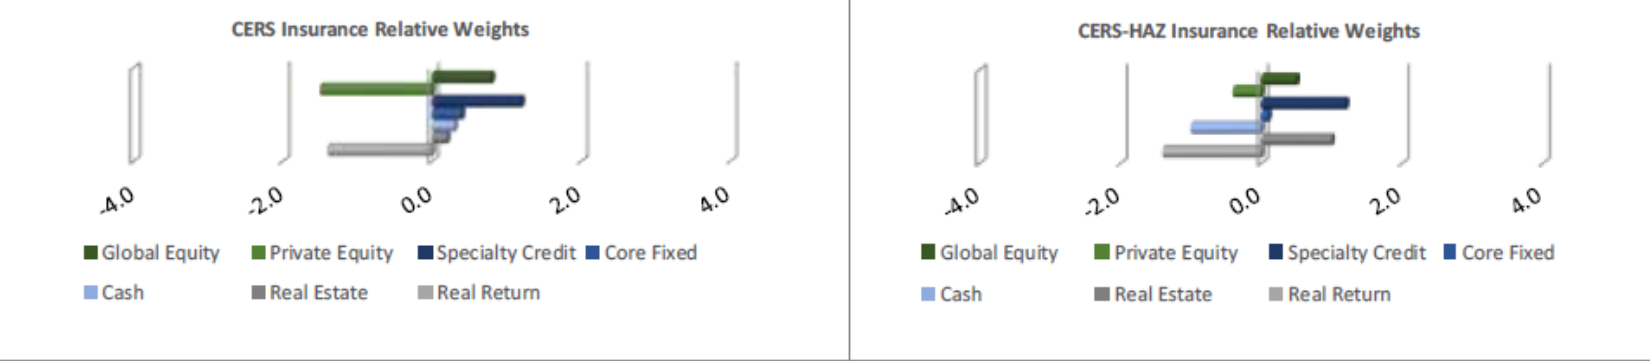 CERS Insurance Relative Weights
-4.0 -2.0 0.0 2.0 4.0
Global Equity Private Equity Specialty Credit Core Fixed
Cash Real Estate Real Return
CERS-HAZ Insurance Relative Weights
-4.0 -2.0 0.0 2.0 4.0
Global Equity Private Equity Specialty Credit Core Fixed
Cash Real Estate Real Return